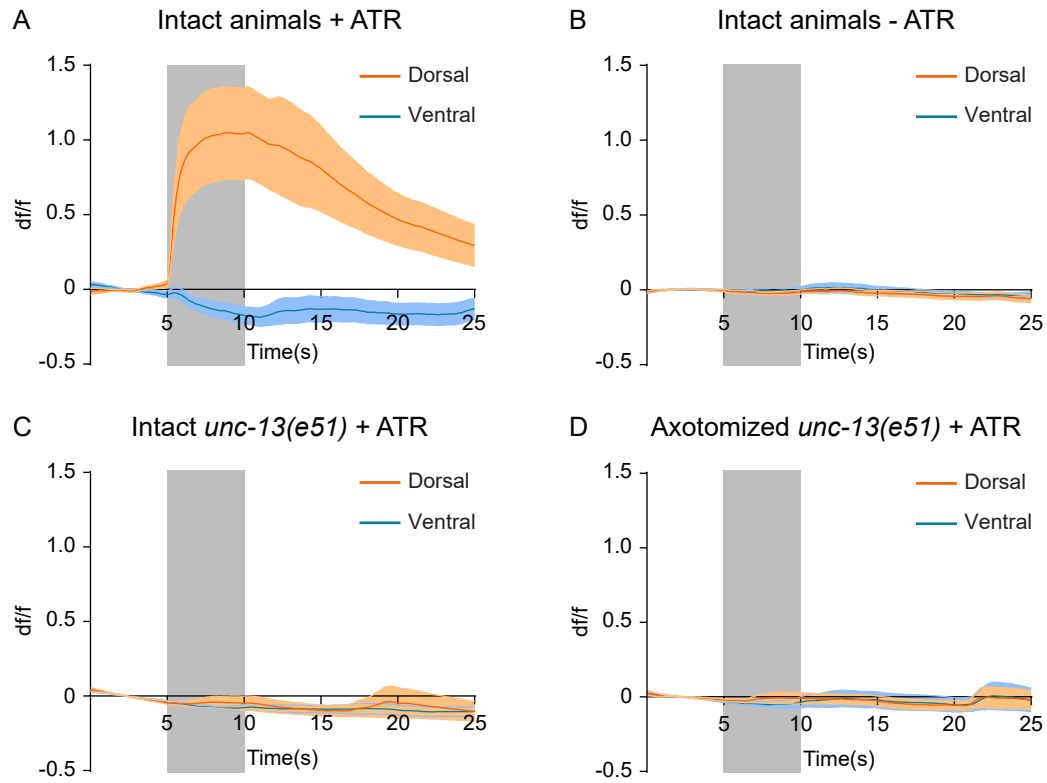 A Intact animals + ATR
1.5
Dorsal
Ventral
1.0
df/f
0.5
0
5 10 15 20 25
Time(s)
-0.5
B Intact animals - ATR
1.5
Dorsal
Ventral
1.0
df/f
0.5
0
5 10 15 20 25
Time(s)
-0.5
C Intact unc-13(e51) + ATR
1.5
Dorsal
Ventral
1.0
df/f
0.5
0
5 10 15 20 25
Time(s)
-0.5
D Axotomized unc-13(e51) + ATR
1.5
Dorsal
Ventral
1.0
df/f
0.5
0
5 10 15 20 25
Time(s)
-0.5